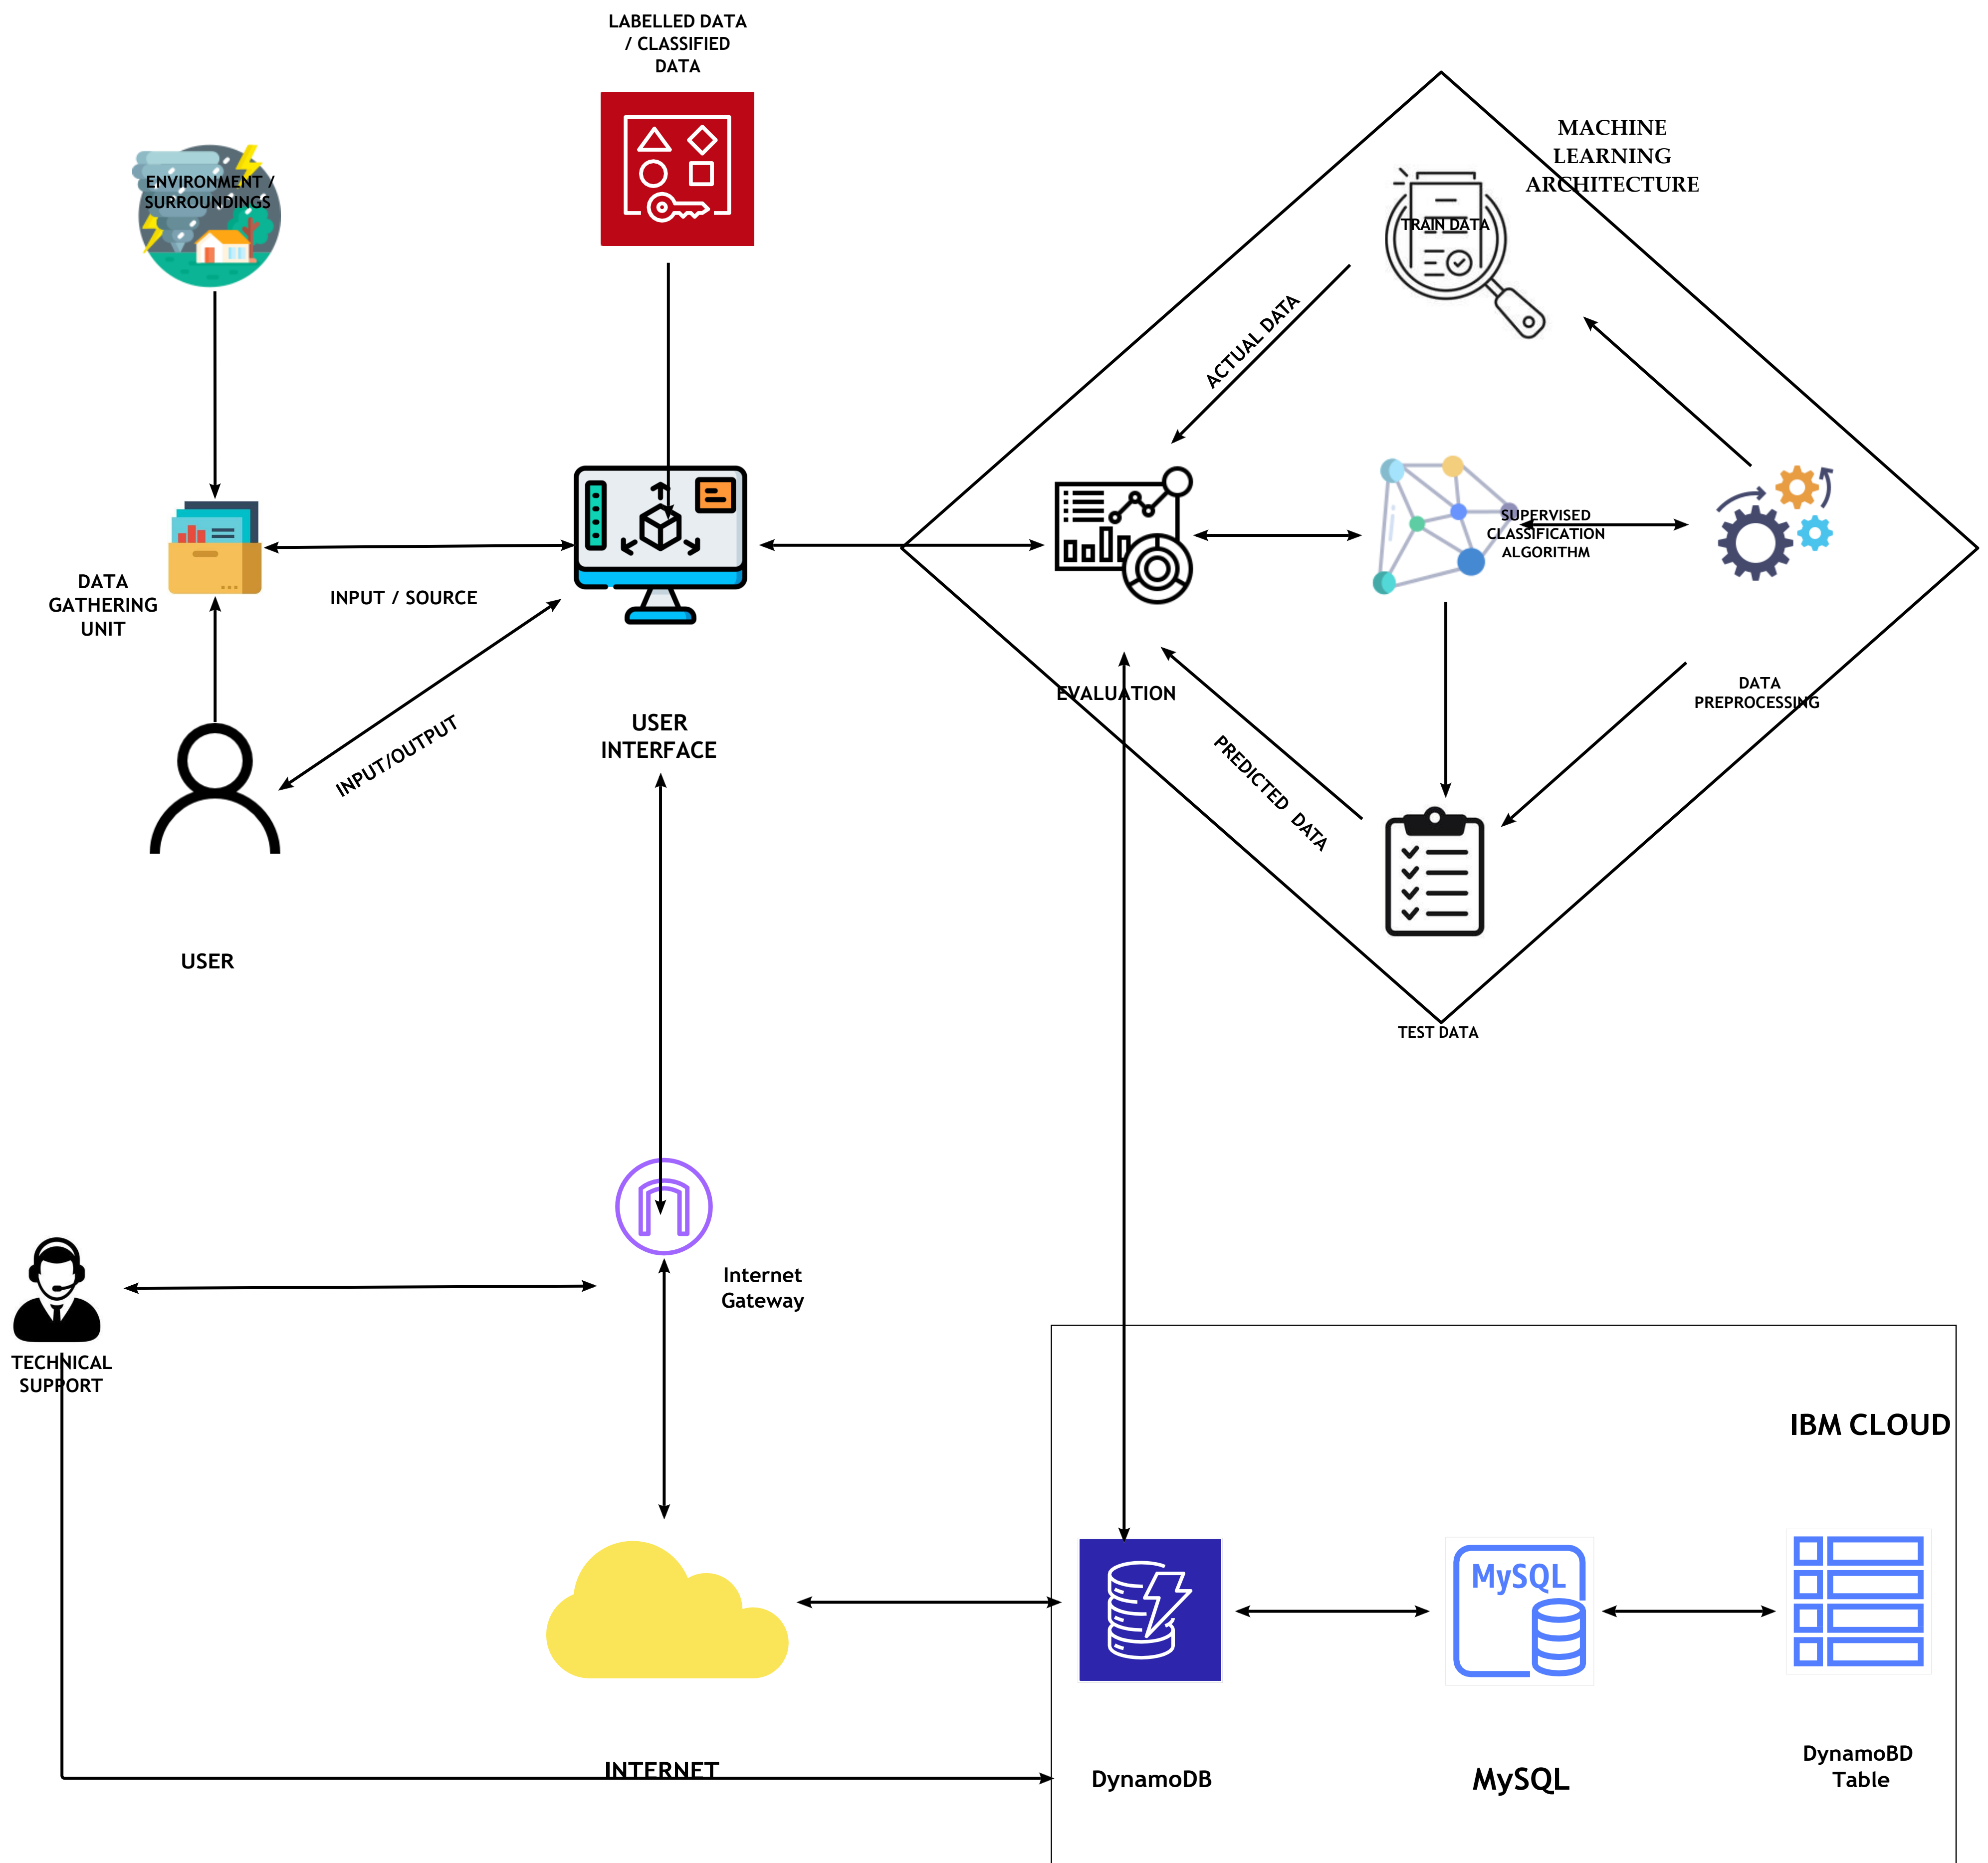 LABELLED DATA
/ CLASSIFIED
DATA
MACHINE
LEARNING
ARCHITECTURE
ENVIRONMENT /
SURROUNDINGS
TRAIN DATA
ACTUAL DATA
SUPERVISED
CLASSIFICATION
ALGORITHM
DATA
GATHERING
UNIT
INPUT / SOURCE
INPUT/OUTPUT
USER
INTERFACE
EVALUATION
DATA
PREPROCESSING
PREDICTED DATA
USER
TEST DATA
Internet
Gateway
TECHNICAL
SUPPORT
IBM CLOUD
MySQL
INTERNET
DynamoDB
MySQL
DynamoBD
Table